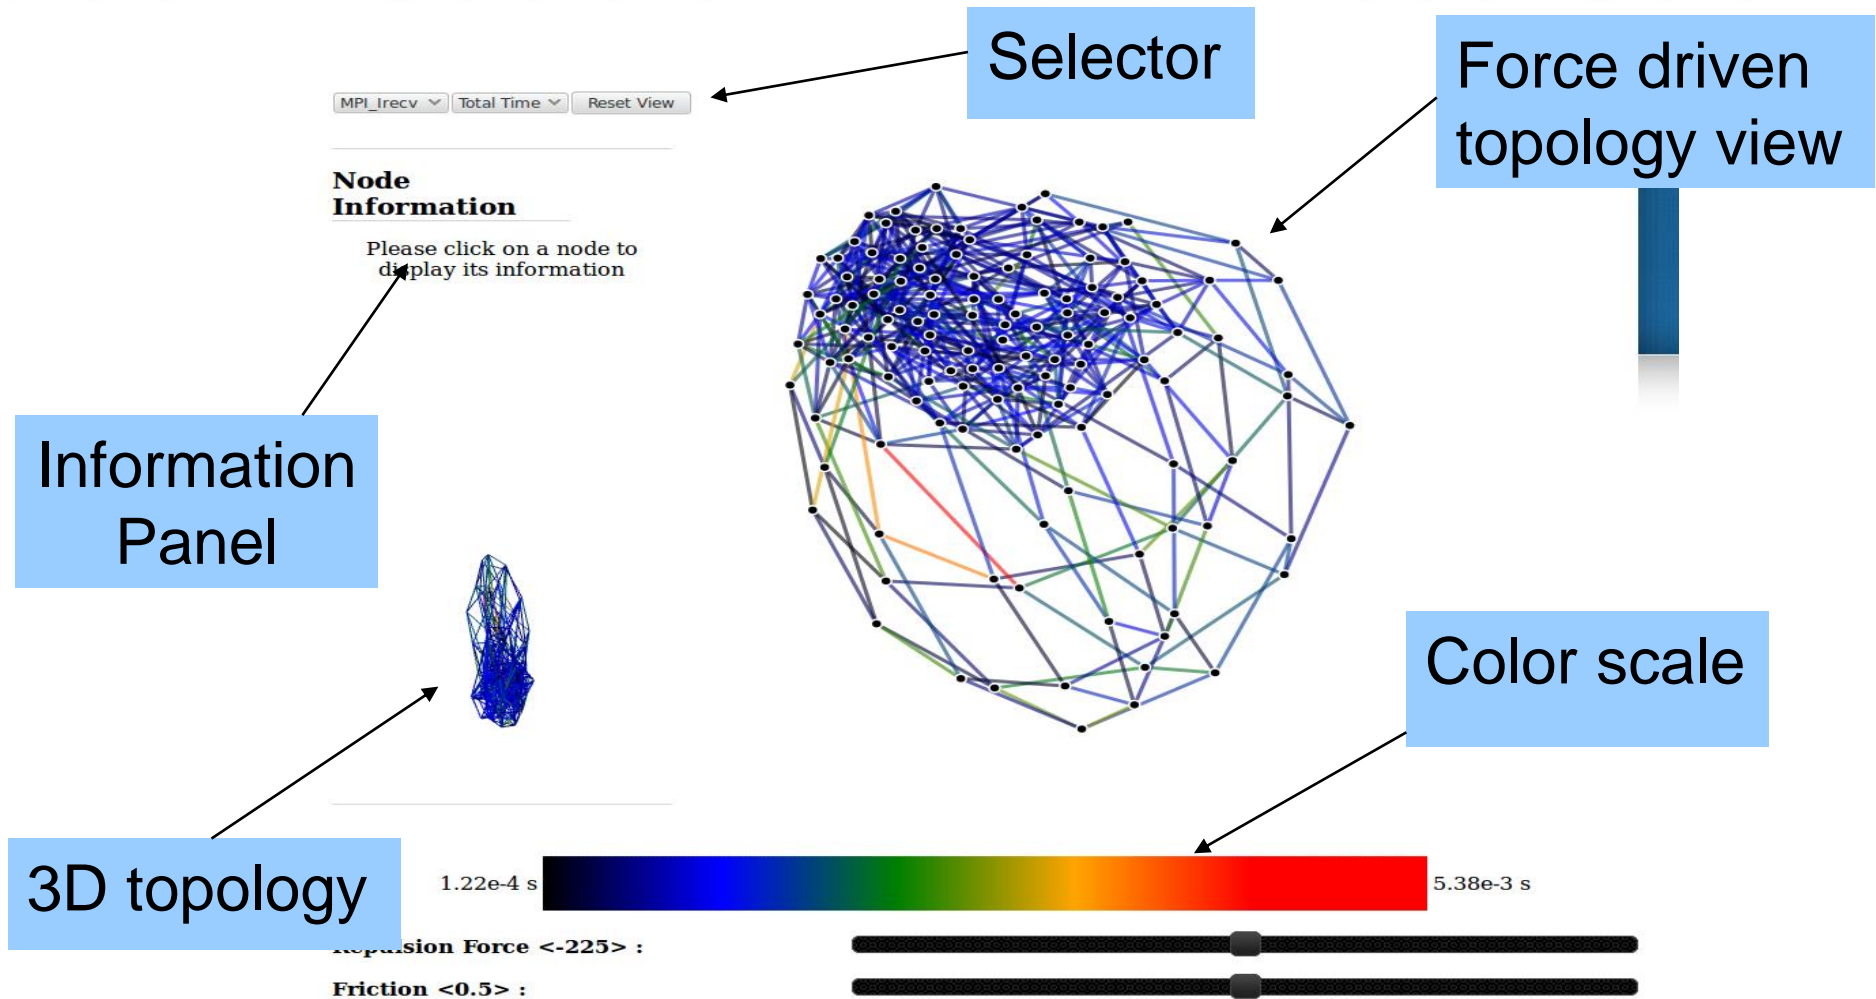 Selector
Force driven
topology view
MPI_Irecv Total Time Reset View
Node
Information
Please click on a node to
display its information
Information
Panel
Color scale
3D topology
1.22e-4 s
5.38e-3 s
Repulsion Force <-225> :
Friction <0.5> :